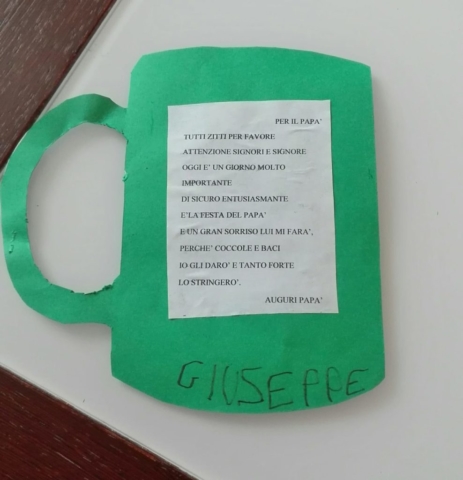 PER IL PAPA'
TUTTI ZITTI PER FAVORE
ATTENZIONE SIGNORI E SIGNORE
OGGI E' UN GIORNO MOLTO
IMPORTANTE
DI SICURO ENTUSIASMANTE
E'LA FESTA DEL PAPA'
E UN GRAN SORRISO LUI MI FARA',
PERCHE' COCCOLE E BACI
IO GLI DARO' E TANTO FORTE
LO STRINGERO'.
AUGURI PAPA'
GIUSEPPE